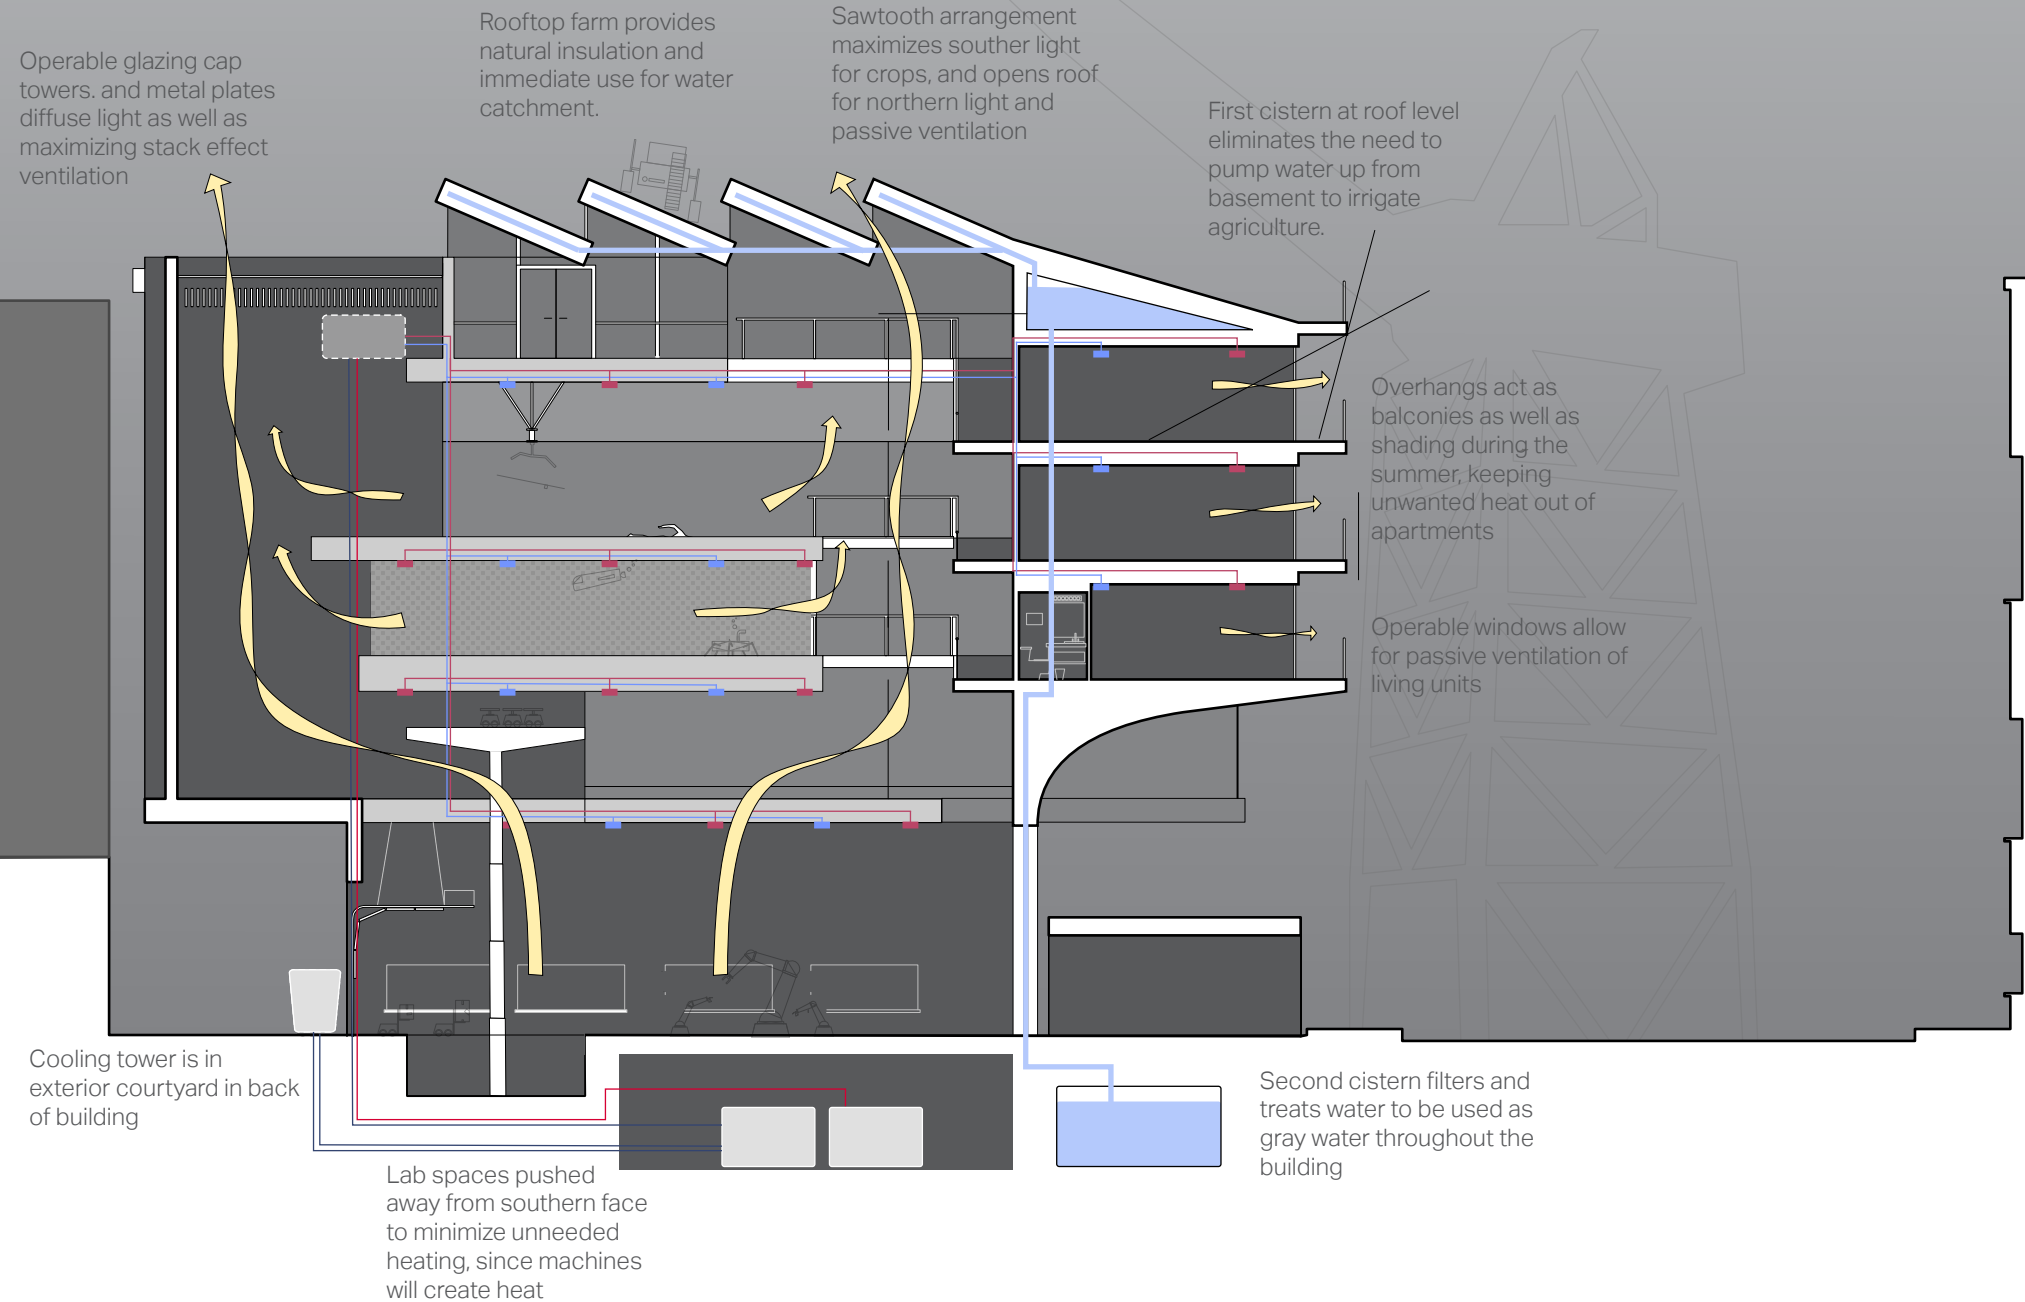 Operable glazing cap
towers. and metal plates
diffuse light as well as
maximizing stack effect
ventilation
Rooftop farm provides
natural insulation and
immediate use for water
catchment.
Sawtooth arrangement
maximizes souther light
for crops, and opens roof
for northern light and
passive ventilation
First cistern at roof level
eliminates the need to
pump water up from
basement to irrigate
agriculture.
Overhangs act as
balconies as well as
shading during the
summer, keeping
unwanted heat out of
apartments
Operable windows allow
for passive ventilation of
living units
Cooling tower is in
exterior courtyard in back
of building
Lab spaces pushed
away from southern face
to minimize unneeded
heating, since machines
will create heat
Second cistern filters and
treats water to be used as
gray water throughout the
building